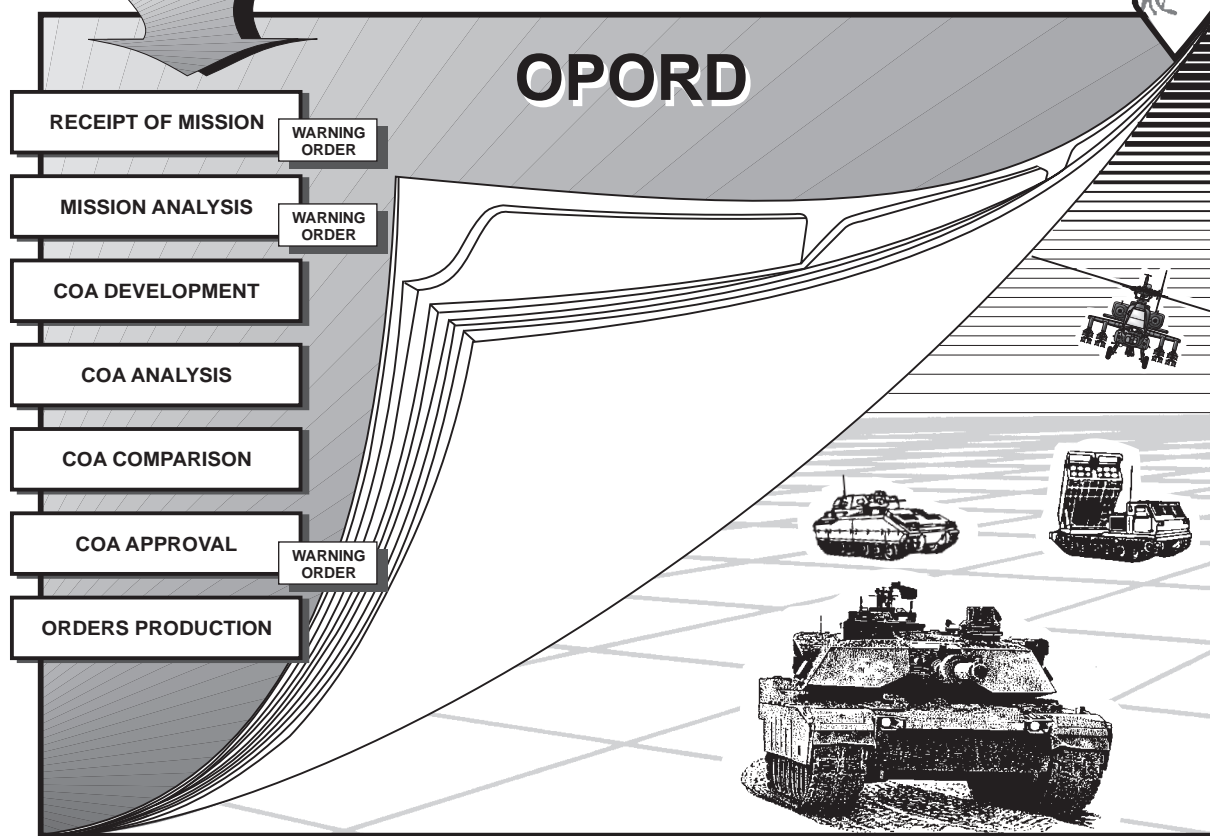 OPORD
RECEIPT OF MISSION
WARNING
ORDER
MISSION ANALYSIS
WARNING
ORDER
COA DEVELOPMENT
COA ANALYSIS
COA COMPARISON
COA APPROVAL
WARNING
ORDER
ORDERS PRODUCTION